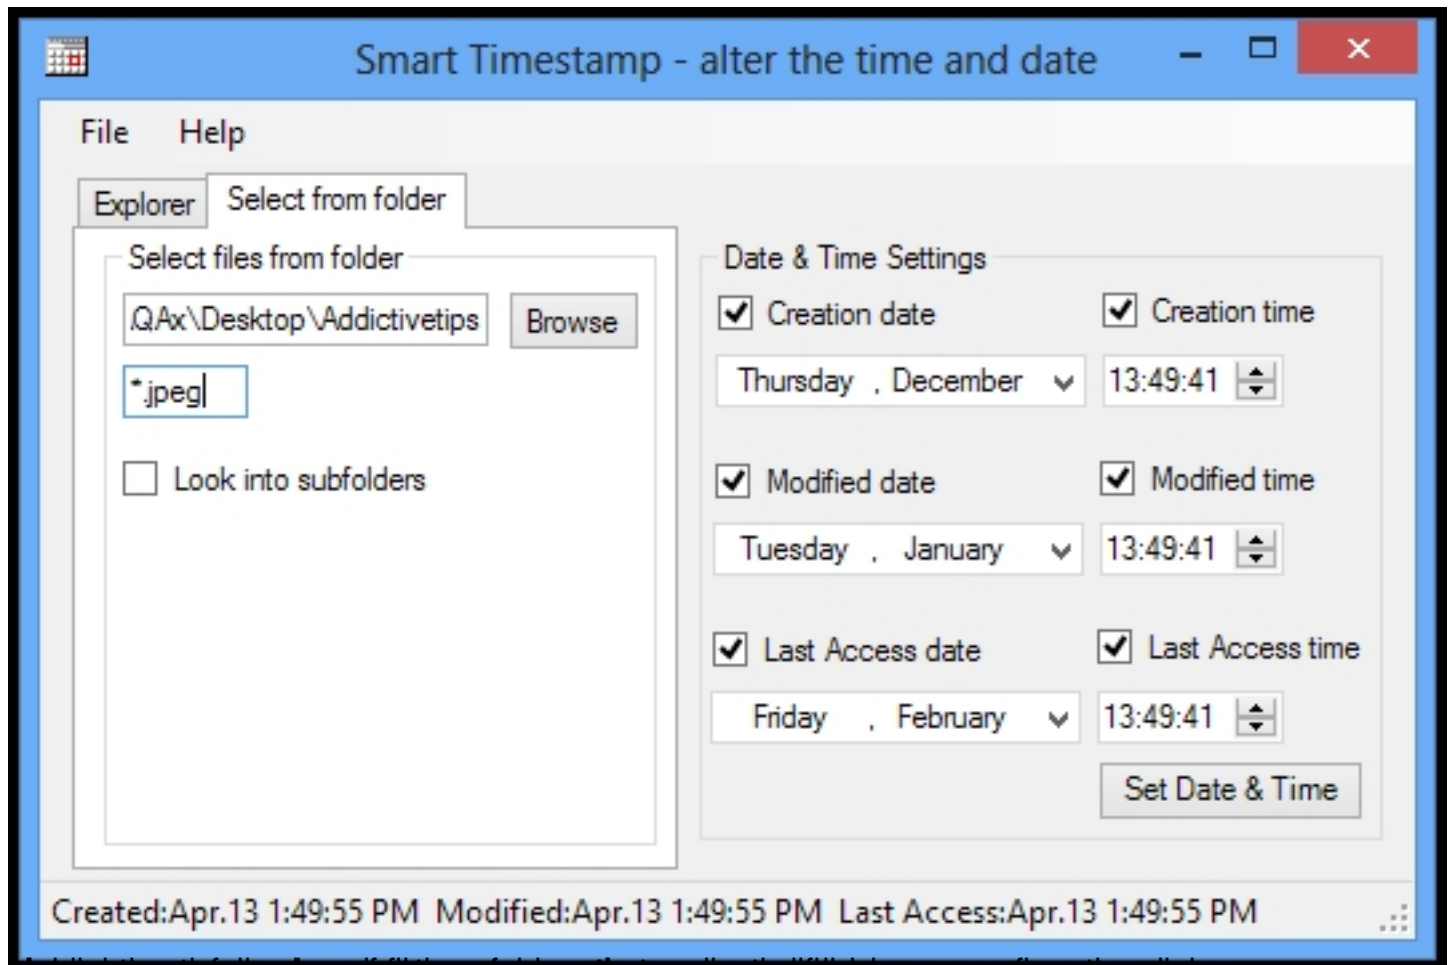 Smart Timestamp - alter the time and date
File Help
Explorer Select from folder
Select files from folder
QAx\Desktop\Addictivetips Browse
*.jpeg
Look into subfolders
Date & Time Settings
Creation date Creation time
Thursday , December 13:49:41
Modified date Modified time
Tuesday , January 13:49:41
Last Access date Last Access time
Friday , February 13:49:41
Set Date & Time
Created:Apr.13 1:49:55 PM Modified:Apr.13 1:49:55 PM Last Access:Apr.13 1:49:55 PM